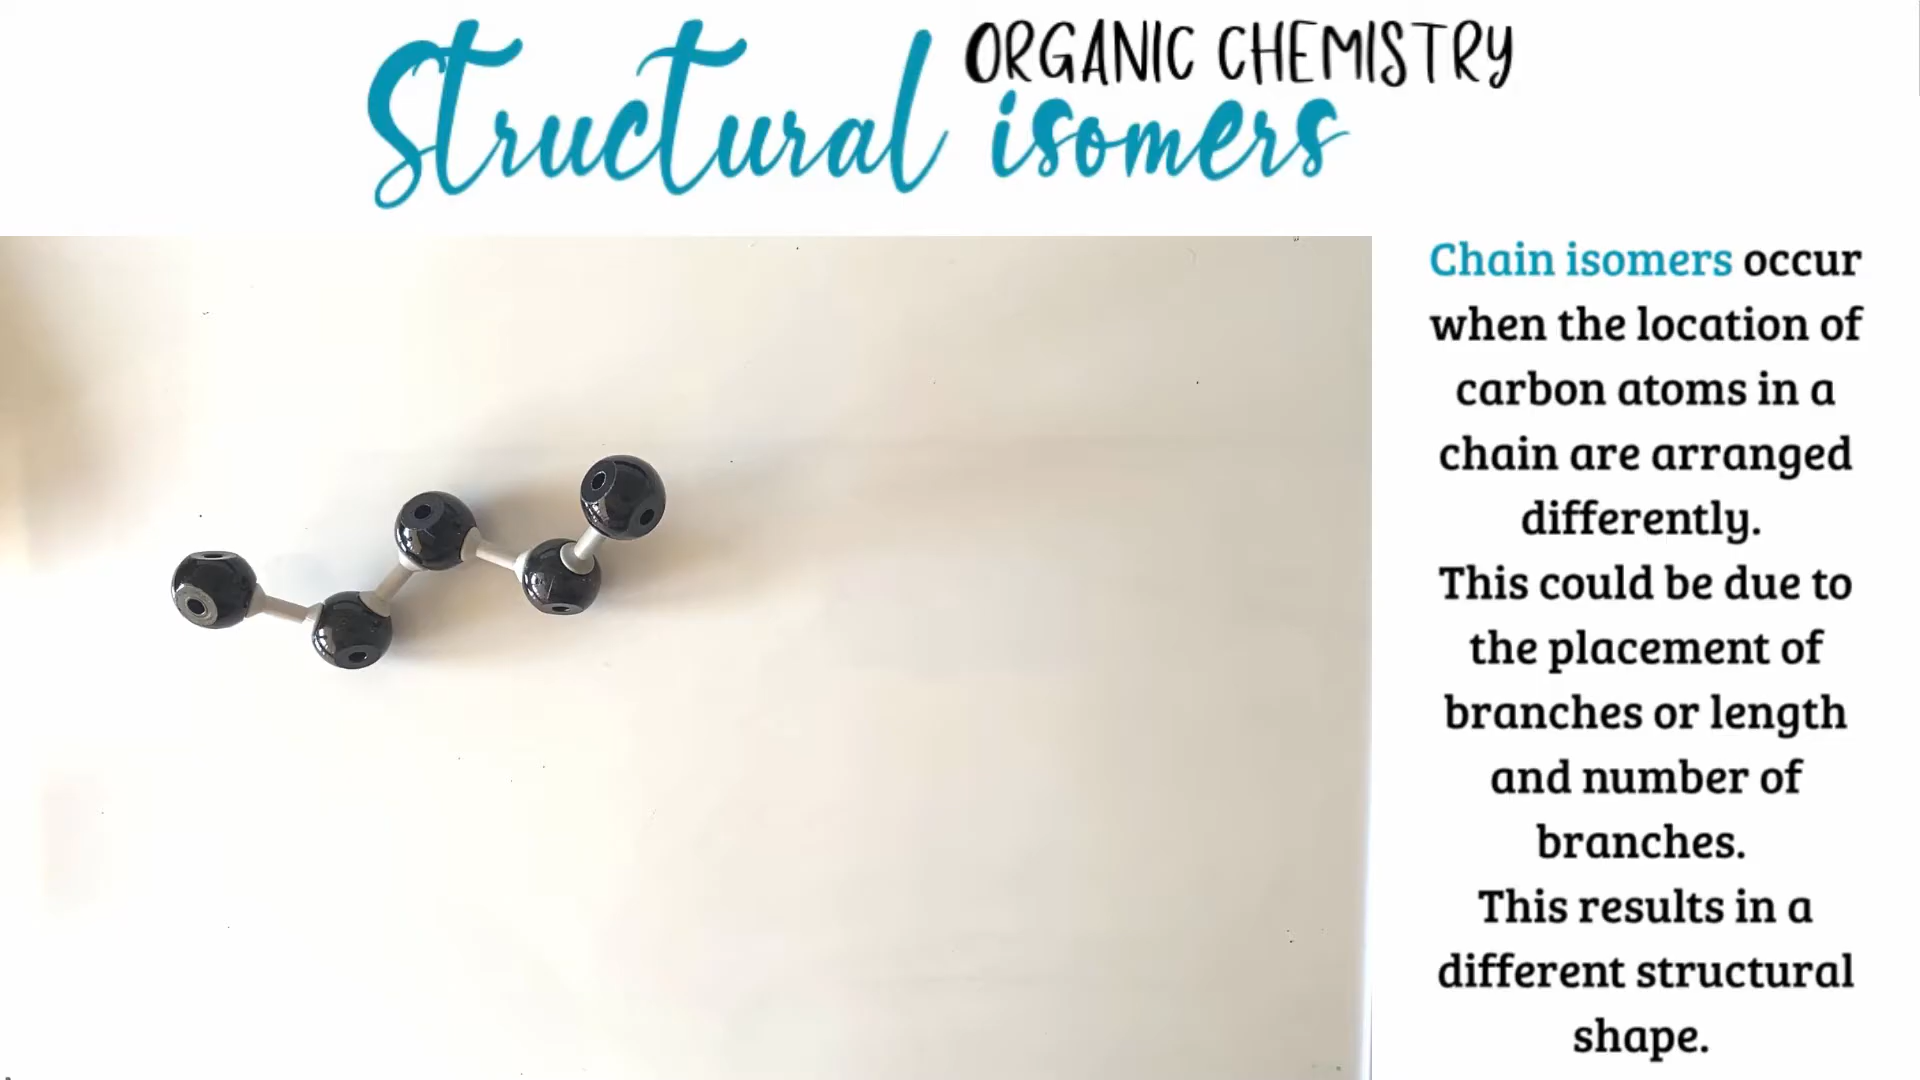 ORGANIC CHEMISTRY
Structural isomers
Chain isomers occur
when the location of
carbon atoms in a
chain are arranged
differently.
This could be due to
the placement of
branches or length
and number of
branches.
This results in a
different structural
shape.